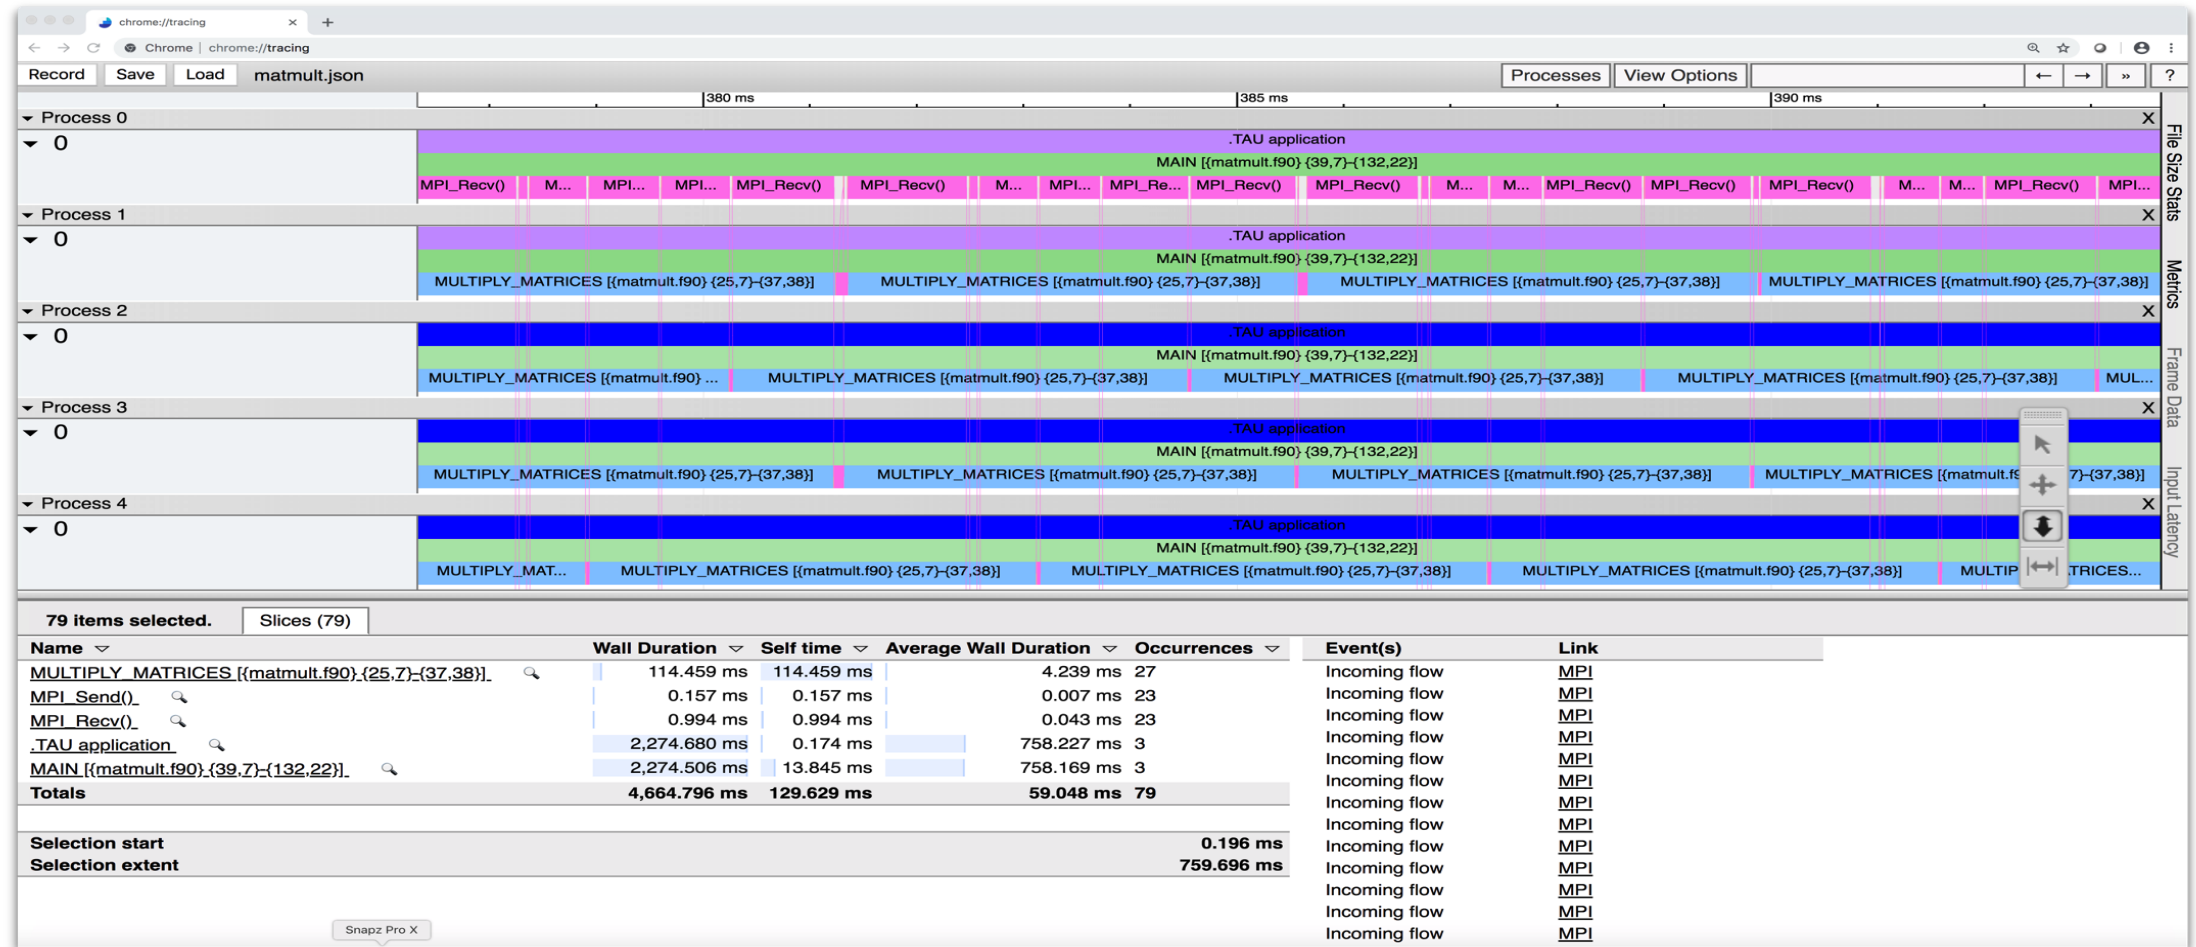 chrome://tracing × +
Chrome | chrome://tracing
Record Save Load matmult.json Processes View Options ← → » ?
380 ms 385 ms 390 ms
Process 0 X
0 .TAU application
MAIN [{matmult.f90} {39,7}-{132,22}]
MPI_Recv() M... MPI... MPI... MPI_Recv() MPI_Recv() M... MPI... MPI_Re... MPI_Recv() MPI_Recv() M... M... MPI_Recv() MPI_Recv() MPI_Recv() M... M... MPI_Recv() MPI...
Process 1 X
0 .TAU application
MAIN [{matmult.f90} {39,7}-{132,22}]
MULTIPLY_MATRICES [{matmult.f90} {25,7}-{37,38}] MULTIPLY_MATRICES [{matmult.f90} {25,7}-{37,38}] MULTIPLY_MATRICES [{matmult.f90} {25,7}-{37,38}] MULTIPLY_MATRICES [{matmult.f90} {25,7}-{37,38}]
Process 2 X
0 .TAU application
MAIN [{matmult.f90} {39,7}-{132,22}]
MULTIPLY_MATRICES [{matmult.f90} ... MULTIPLY_MATRICES [{matmult.f90} {25,7}-{37,38}] MULTIPLY_MATRICES [{matmult.f90} {25,7}-{37,38}] MULTIPLY_MATRICES [{matmult.f90} {25,7}-{37,38}] MUL...
Process 3 X
0 .TAU application
MAIN [{matmult.f90} {39,7}-{132,22}]
MULTIPLY_MATRICES [{matmult.f90} {25,7}-{37,38}] MULTIPLY_MATRICES [{matmult.f90} {25,7}-{37,38}] MULTIPLY_MATRICES [{matmult.f90} {25,7}-{37,38}] MULTIPLY_MATRICES [{matmult.f9 7}-{37,38}]
Process 4 X
0 .TAU application
MAIN [{matmult.f90} {39,7}-{132,22}]
MULTIPLY_MAT... MULTIPLY_MATRICES [{matmult.f90} {25,7}-{37,38}] MULTIPLY_MATRICES [{matmult.f90} {25,7}-{37,38}] MULTIPLY_MATRICES [{matmult.f90} {25,7}-{37,38}] MULTIP TRICES...
File Size Stats
Metrics
Frame Data
Input Latency
79 items selected. Slices (79)
Name Wall Duration Self time Average Wall Duration Occurrences Event(s) Link
MULTIPLY_MATRICES [{matmult.f90} {25,7}-{37,38}] 114.459 ms 114.459 ms 4.239 ms 27 Incoming flow MPI
MPI_Send() 0.157 ms 0.157 ms 0.007 ms 23 Incoming flow MPI
MPI_Recv() 0.994 ms 0.994 ms 0.043 ms 23 Incoming flow MPI
.TAU application 2,274.680 ms 0.174 ms 758.227 ms 3 Incoming flow MPI
MAIN [{matmult.f90} {39,7}-{132,22}] 2,274.506 ms 13.845 ms 758.169 ms 3 Incoming flow MPI
Totals 4,664.796 ms 129.629 ms 59.048 ms 79 Incoming flow MPI
Incoming flow MPI
Incoming flow MPI
Selection start 0.196 ms Incoming flow MPI
Selection extent 759.696 ms Incoming flow MPI
Incoming flow MPI
Incoming flow MPI
Incoming flow MPI
Snapz Pro X